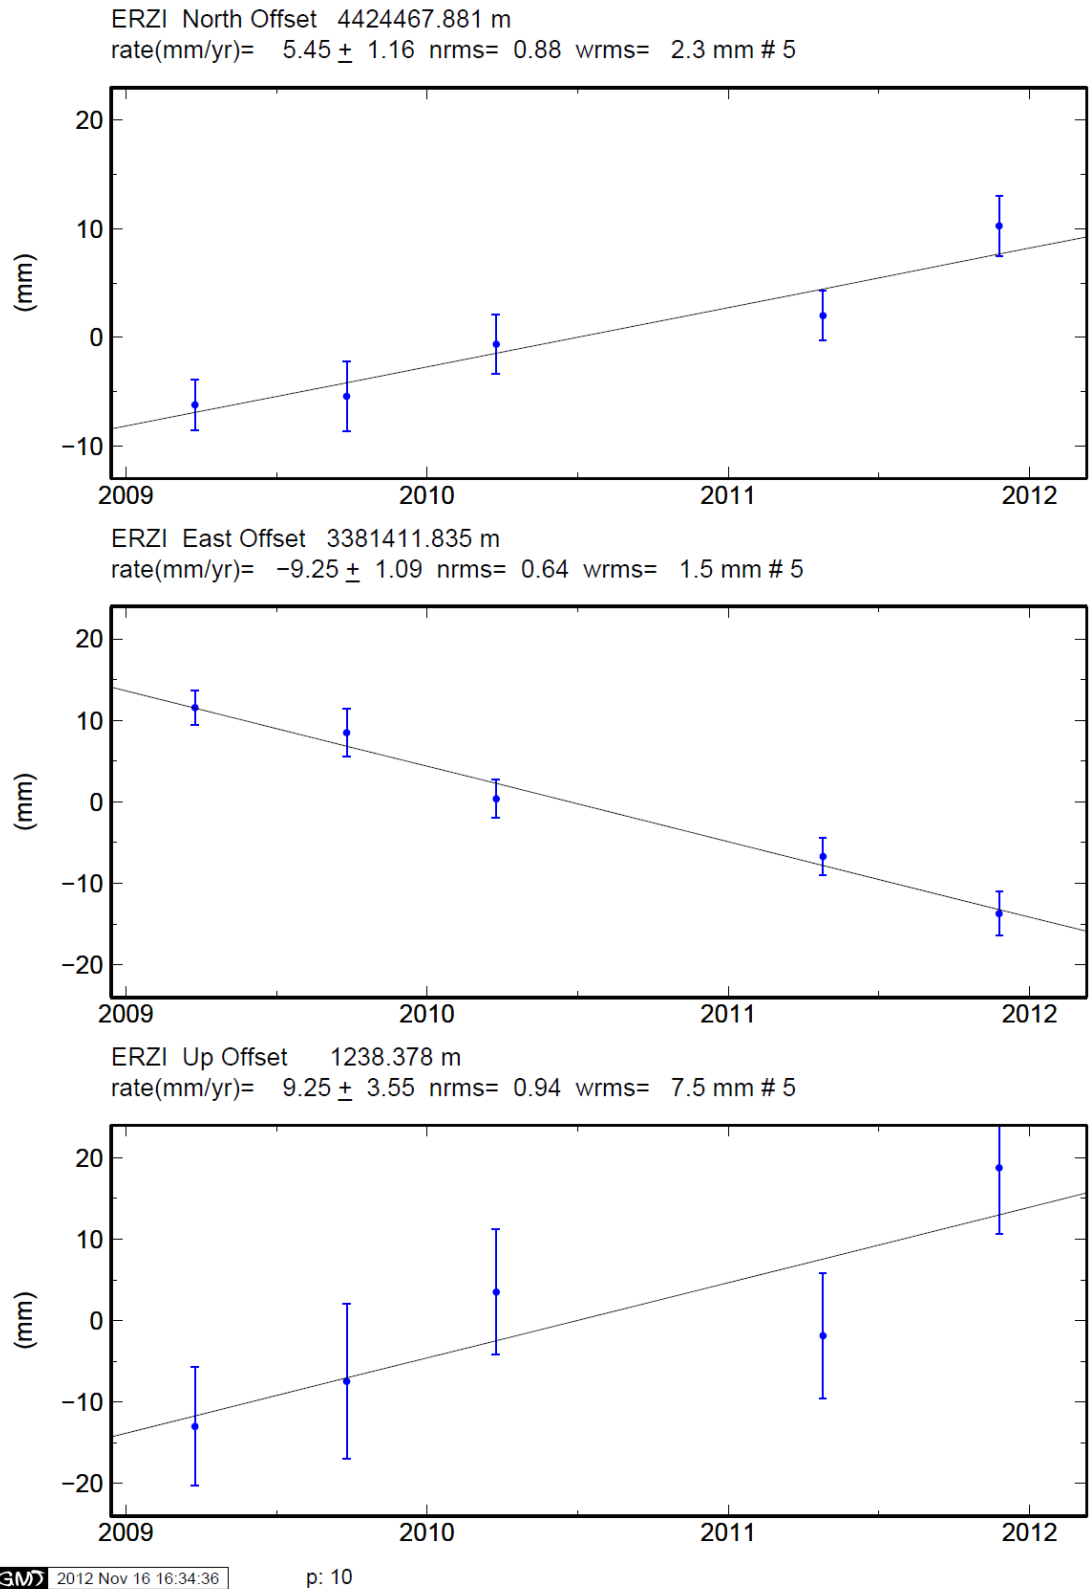 ERZI North Offset 4424467.881 m
rate(mm/yr)= 5.45 ± 1.16 nrms= 0.88 wrms= 2.3 mm # 5
20
10
0
−10
(mm)
2009 2010 2011 2012
ERZI East Offset 3381411.835 m
rate(mm/yr)= −9.25 ± 1.09 nrms= 0.64 wrms= 1.5 mm # 5
20
10
0
−10
−20
(mm)
2009 2010 2011 2012
ERZI Up Offset 1238.378 m
rate(mm/yr)= 9.25 ± 3.55 nrms= 0.94 wrms= 7.5 mm # 5
20
10
0
−10
−20
(mm)
2009 2010 2011 2012
GMT 2012 Nov 16 16:34:36 p: 10